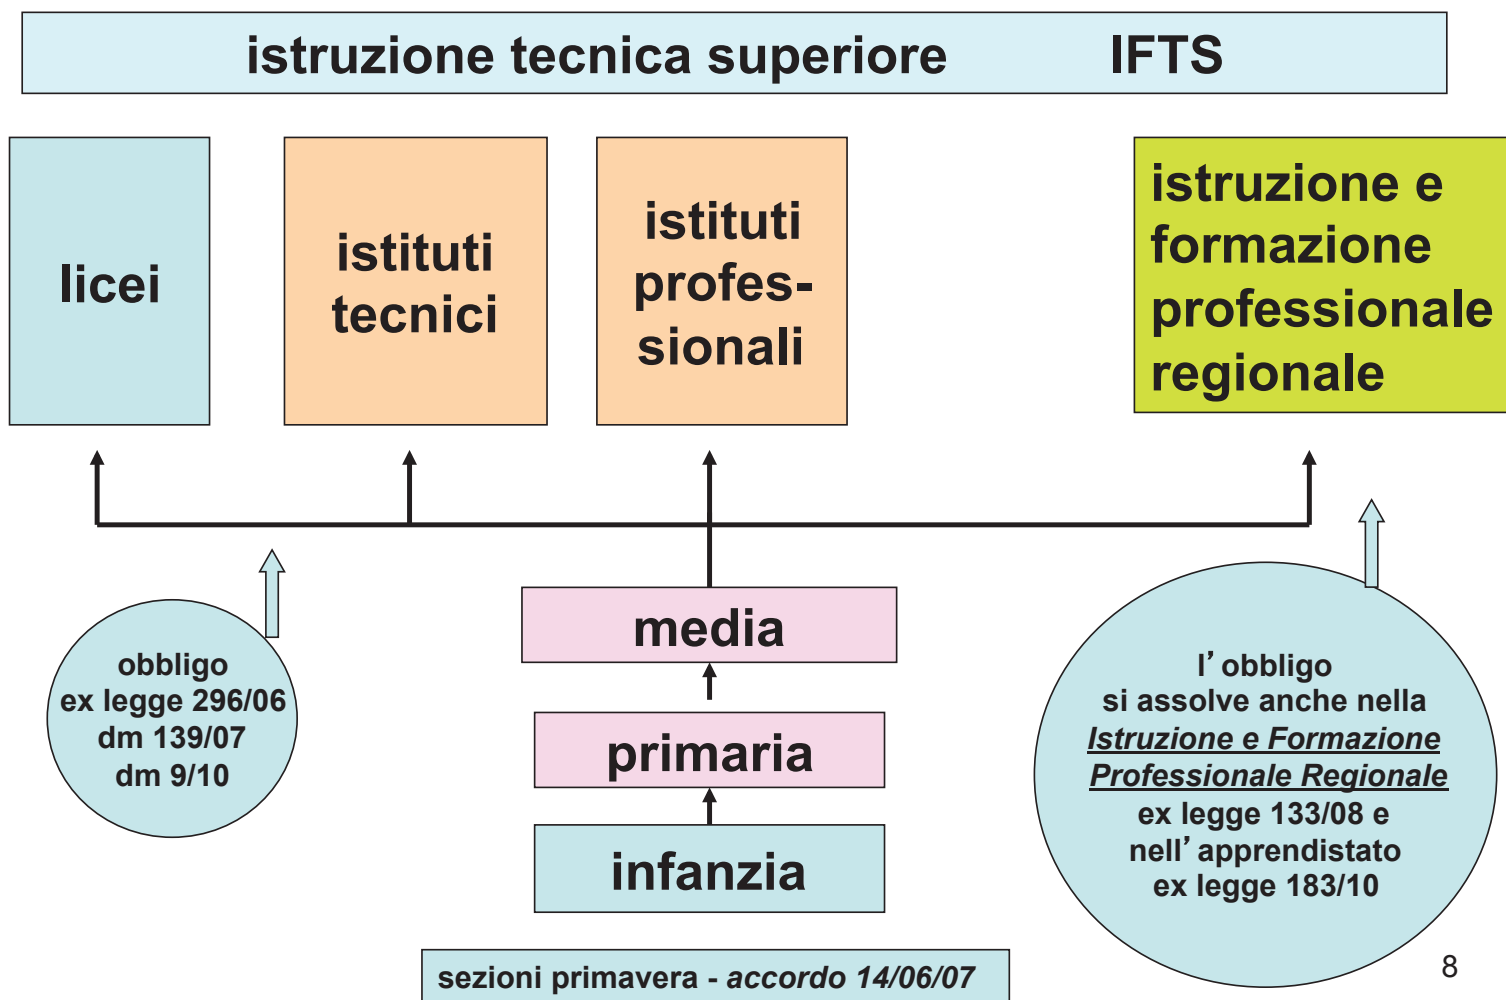 istruzione tecnica superiore IFTS
licei
istituti
tecnici
istituti
profes-
sionali
istruzione e
formazione
professionale
regionale
obbligo
ex legge 296/06
dm 139/07
dm 9/10
media
primaria
infanzia
l’obbligo
si assolve anche nella
Istruzione e Formazione
Professionale Regionale
ex legge 133/08 e
nell’apprendistato
ex legge 183/10
sezioni primavera - accordo 14/06/07
8